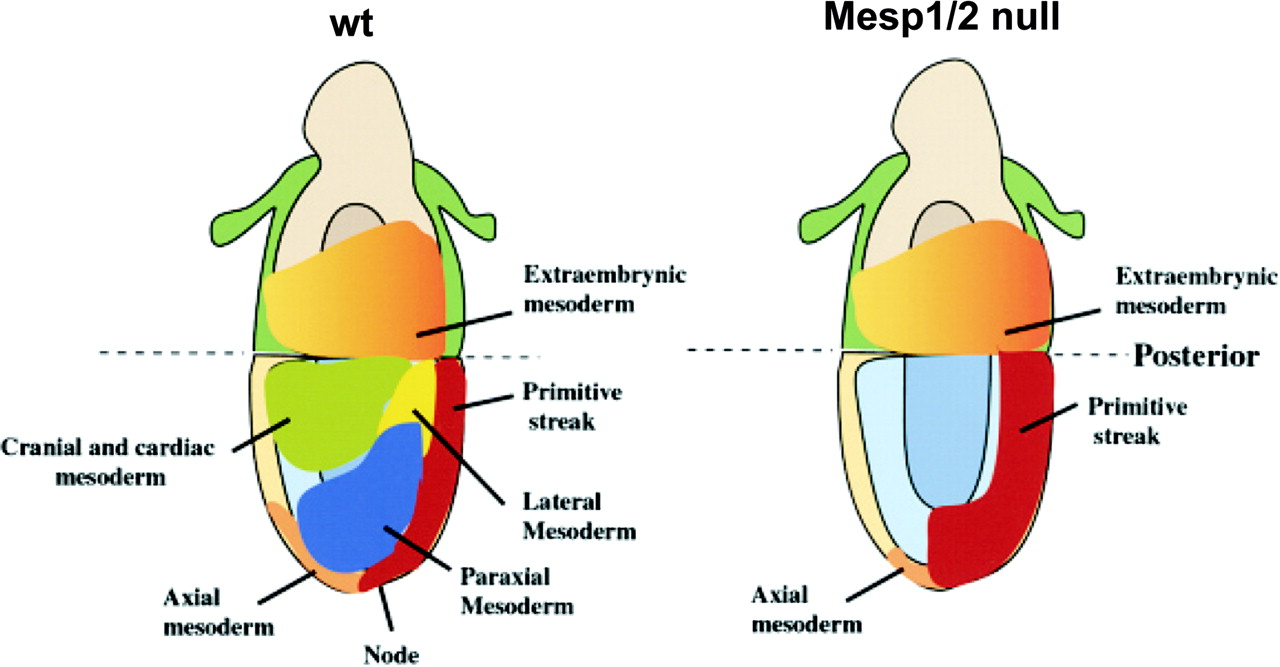 wt
Mesp1/2 null
Extraembrynic
mesoderm
Primitive
streak
Cranial and cardiac
mesoderm
Lateral
Mesoderm
Paraxial
Mesoderm
Axial
mesoderm
Node
Extraembrynic
mesoderm
Posterior
Primitive
streak
Axial
mesoderm